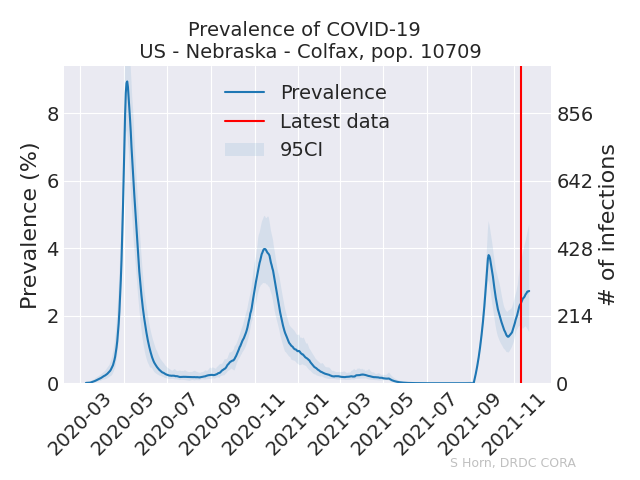 Prevalence of COVID-19
US - Nebraska - Colfax, pop. 10709
Prevalence
Latest data
95CI
Prevalence (%)
8
6
4
2
0
856
642
428
214
0
# of infections
2020-03
2020-05
2020-07
2020-09
2020-11
2021-01
2021-03
2021-05
2021-07
2021-09
2021-11
S Horn, DRDC CORA